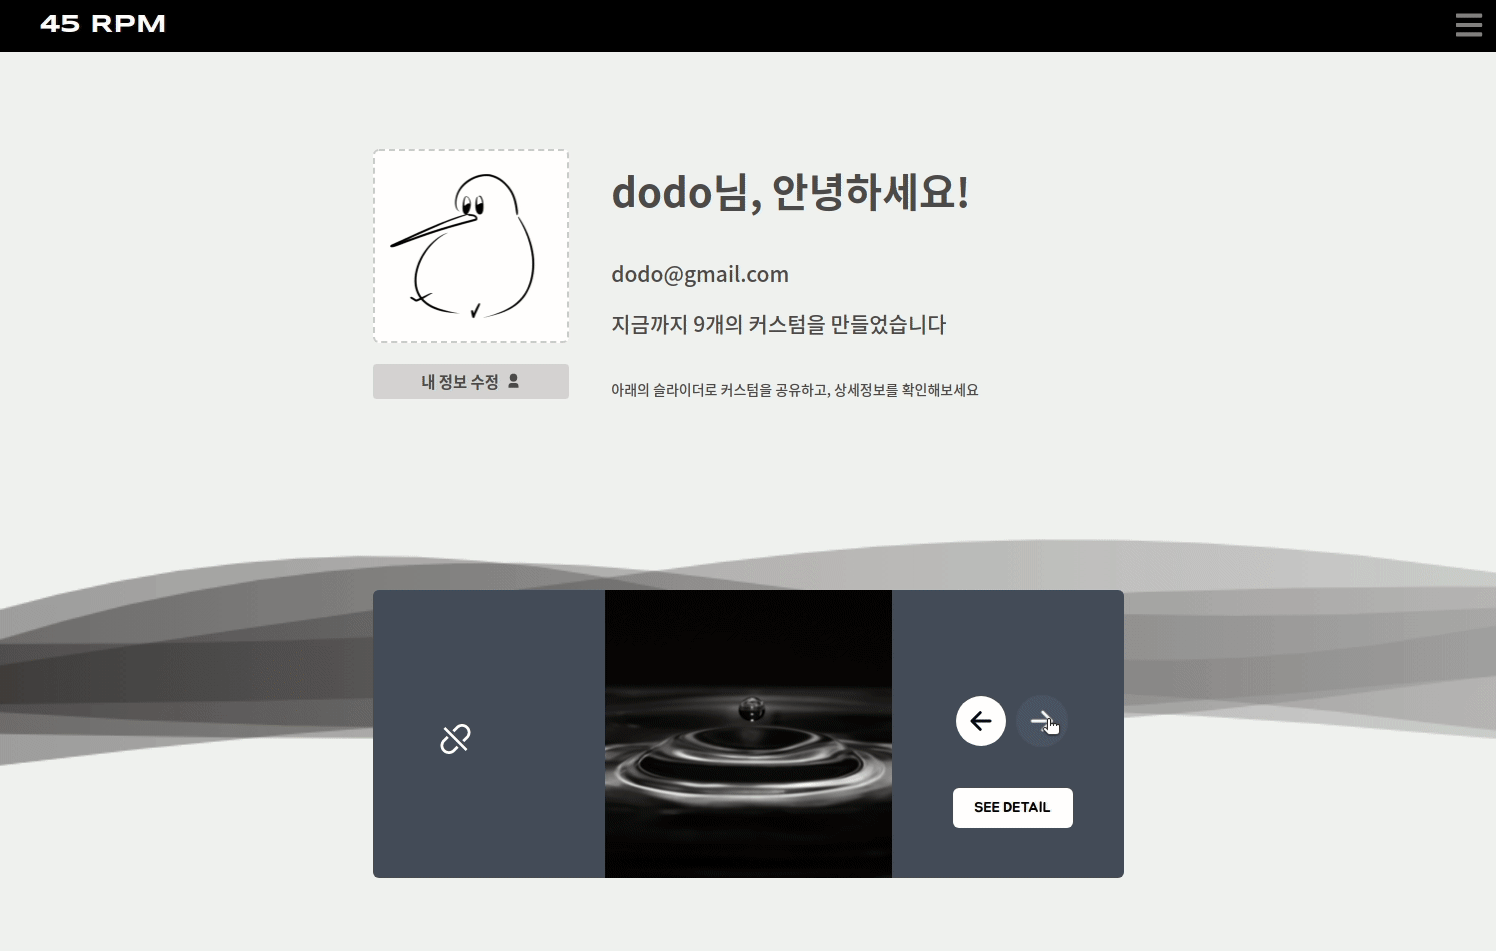 45 RPM
dodo님, 안녕하세요!
dodo@gmail.com
지금까지 9개의 커스텀을 만들었습니다
내 정보 수정
아래의 슬라이더로 커스텀을 공유하고, 상세정보를 확인해보세요
SEE DETAIL